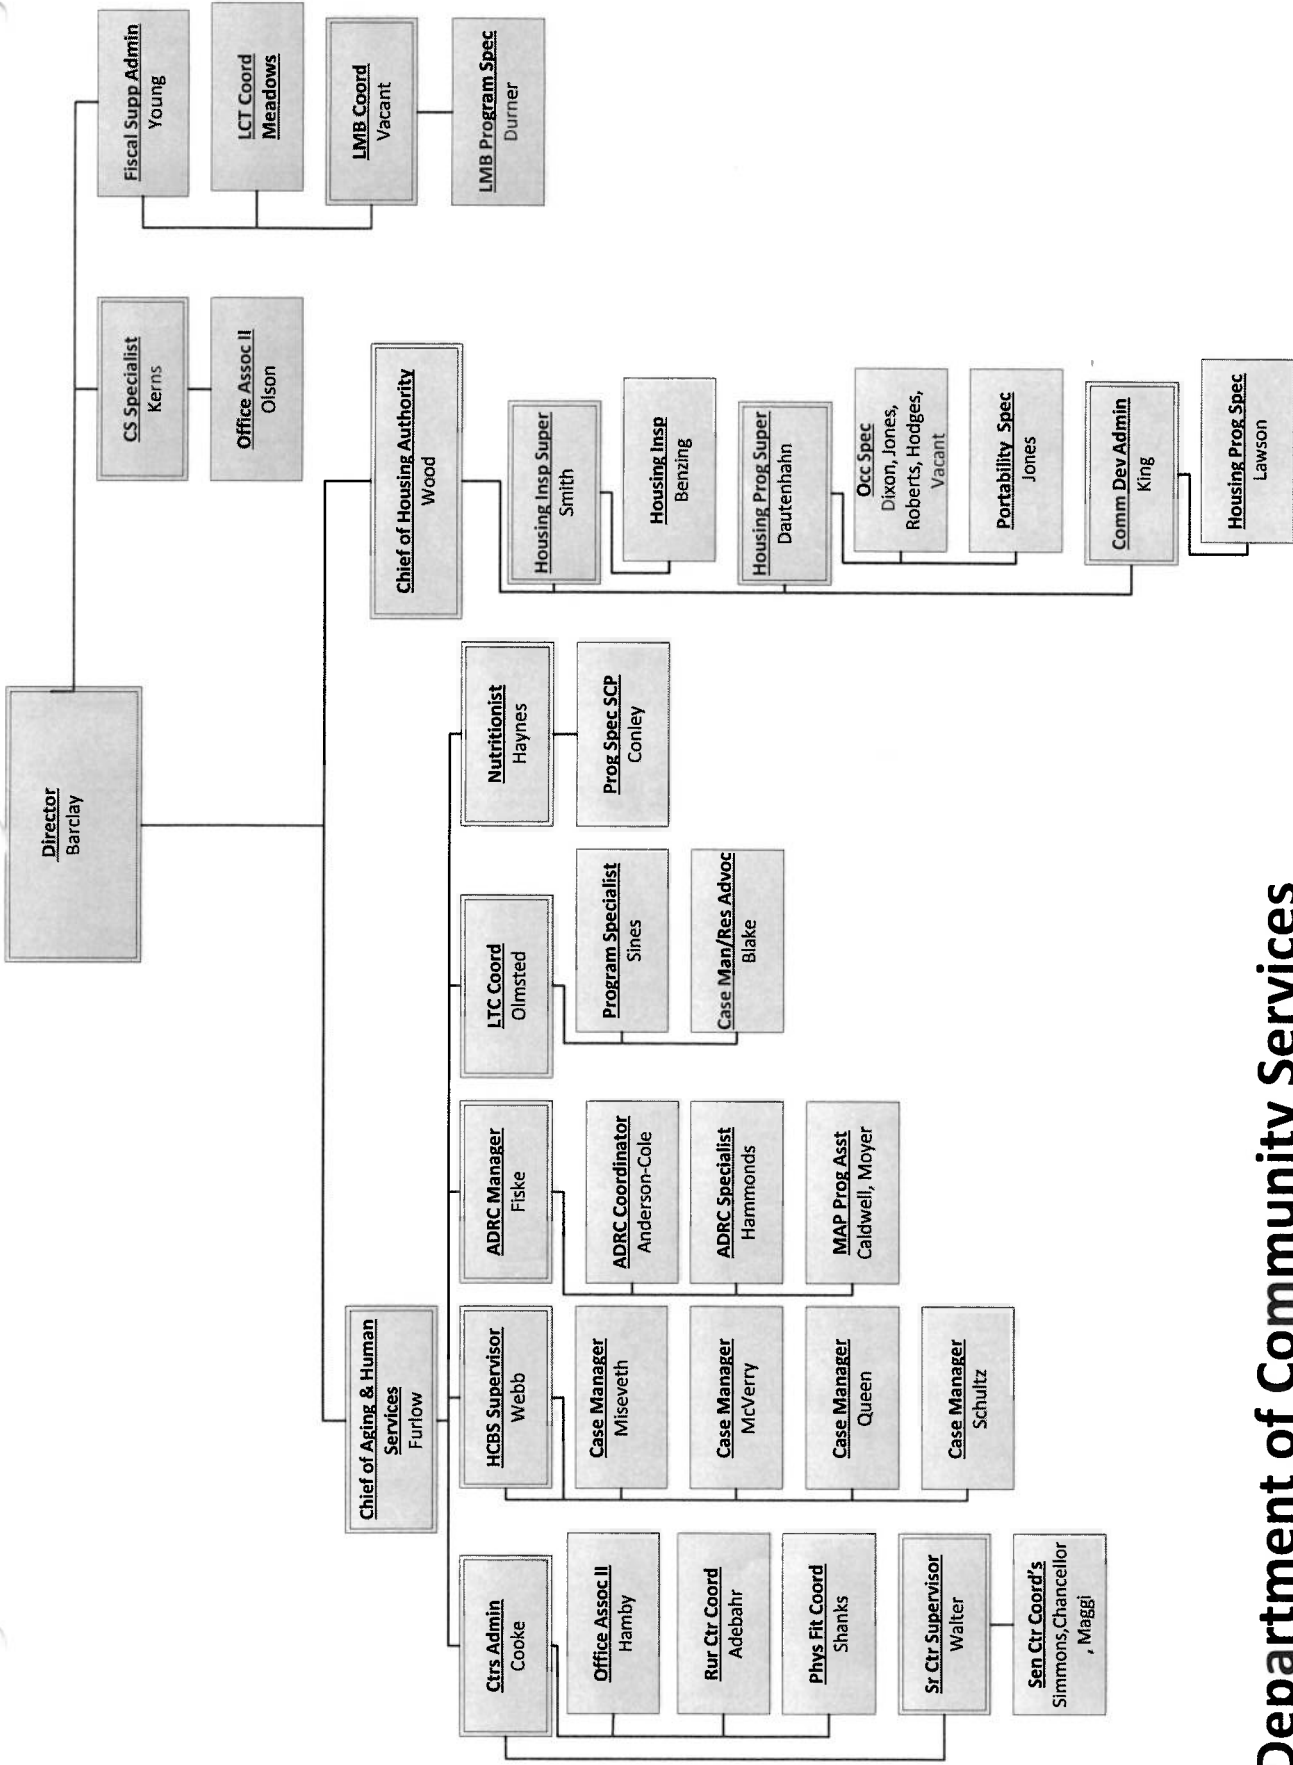 Director
Barclay
CS Specialist
Kerns
Office Assoc II
Olson
Fiscal Supp Admin
Young
LCT Coord
Meadows
LMB Coord
Vacant
LMB Program Spec
Durner
Chief of Aging & Human
Services
Furlow
Ctrs Admin
Cooke
Office Assoc II
Hamby
Rur Ctr Coord
Adebahr
Phys Fit Coord
Shanks
Sr Ctr Supervisor
Walter
Sen Ctr Coord's
Simmons,Chancellor
, Maggi
HCBS Supervisor
Webb
Case Manager
Miseveth
Case Manager
McVerry
Case Manager
Queen
Case Manager
Schultz
ADRC Manager
Fiske
ADRC Coordinator
Anderson-Cole
ADRC Specialist
Hammonds
MAP Prog Asst
Caldwell, Moyer
LTC Coord
Olmsted
Program Specialist
Sines
Case Man/Res Advoc
Blake
Nutritionist
Haynes
Prog Spec SCP
Conley
Chief of Housing Authority
Wood
Housing Insp Super
Smith
Housing Insp
Benzing
Housing Prog Super
Dautenhahn
Occ Spec
Dixon, Jones,
Roberts, Hodges,
Vacant
Portability Spec
Jones
Comm Dev Admin
King
Housing Prog Spec
Lawson
Department of Community Services